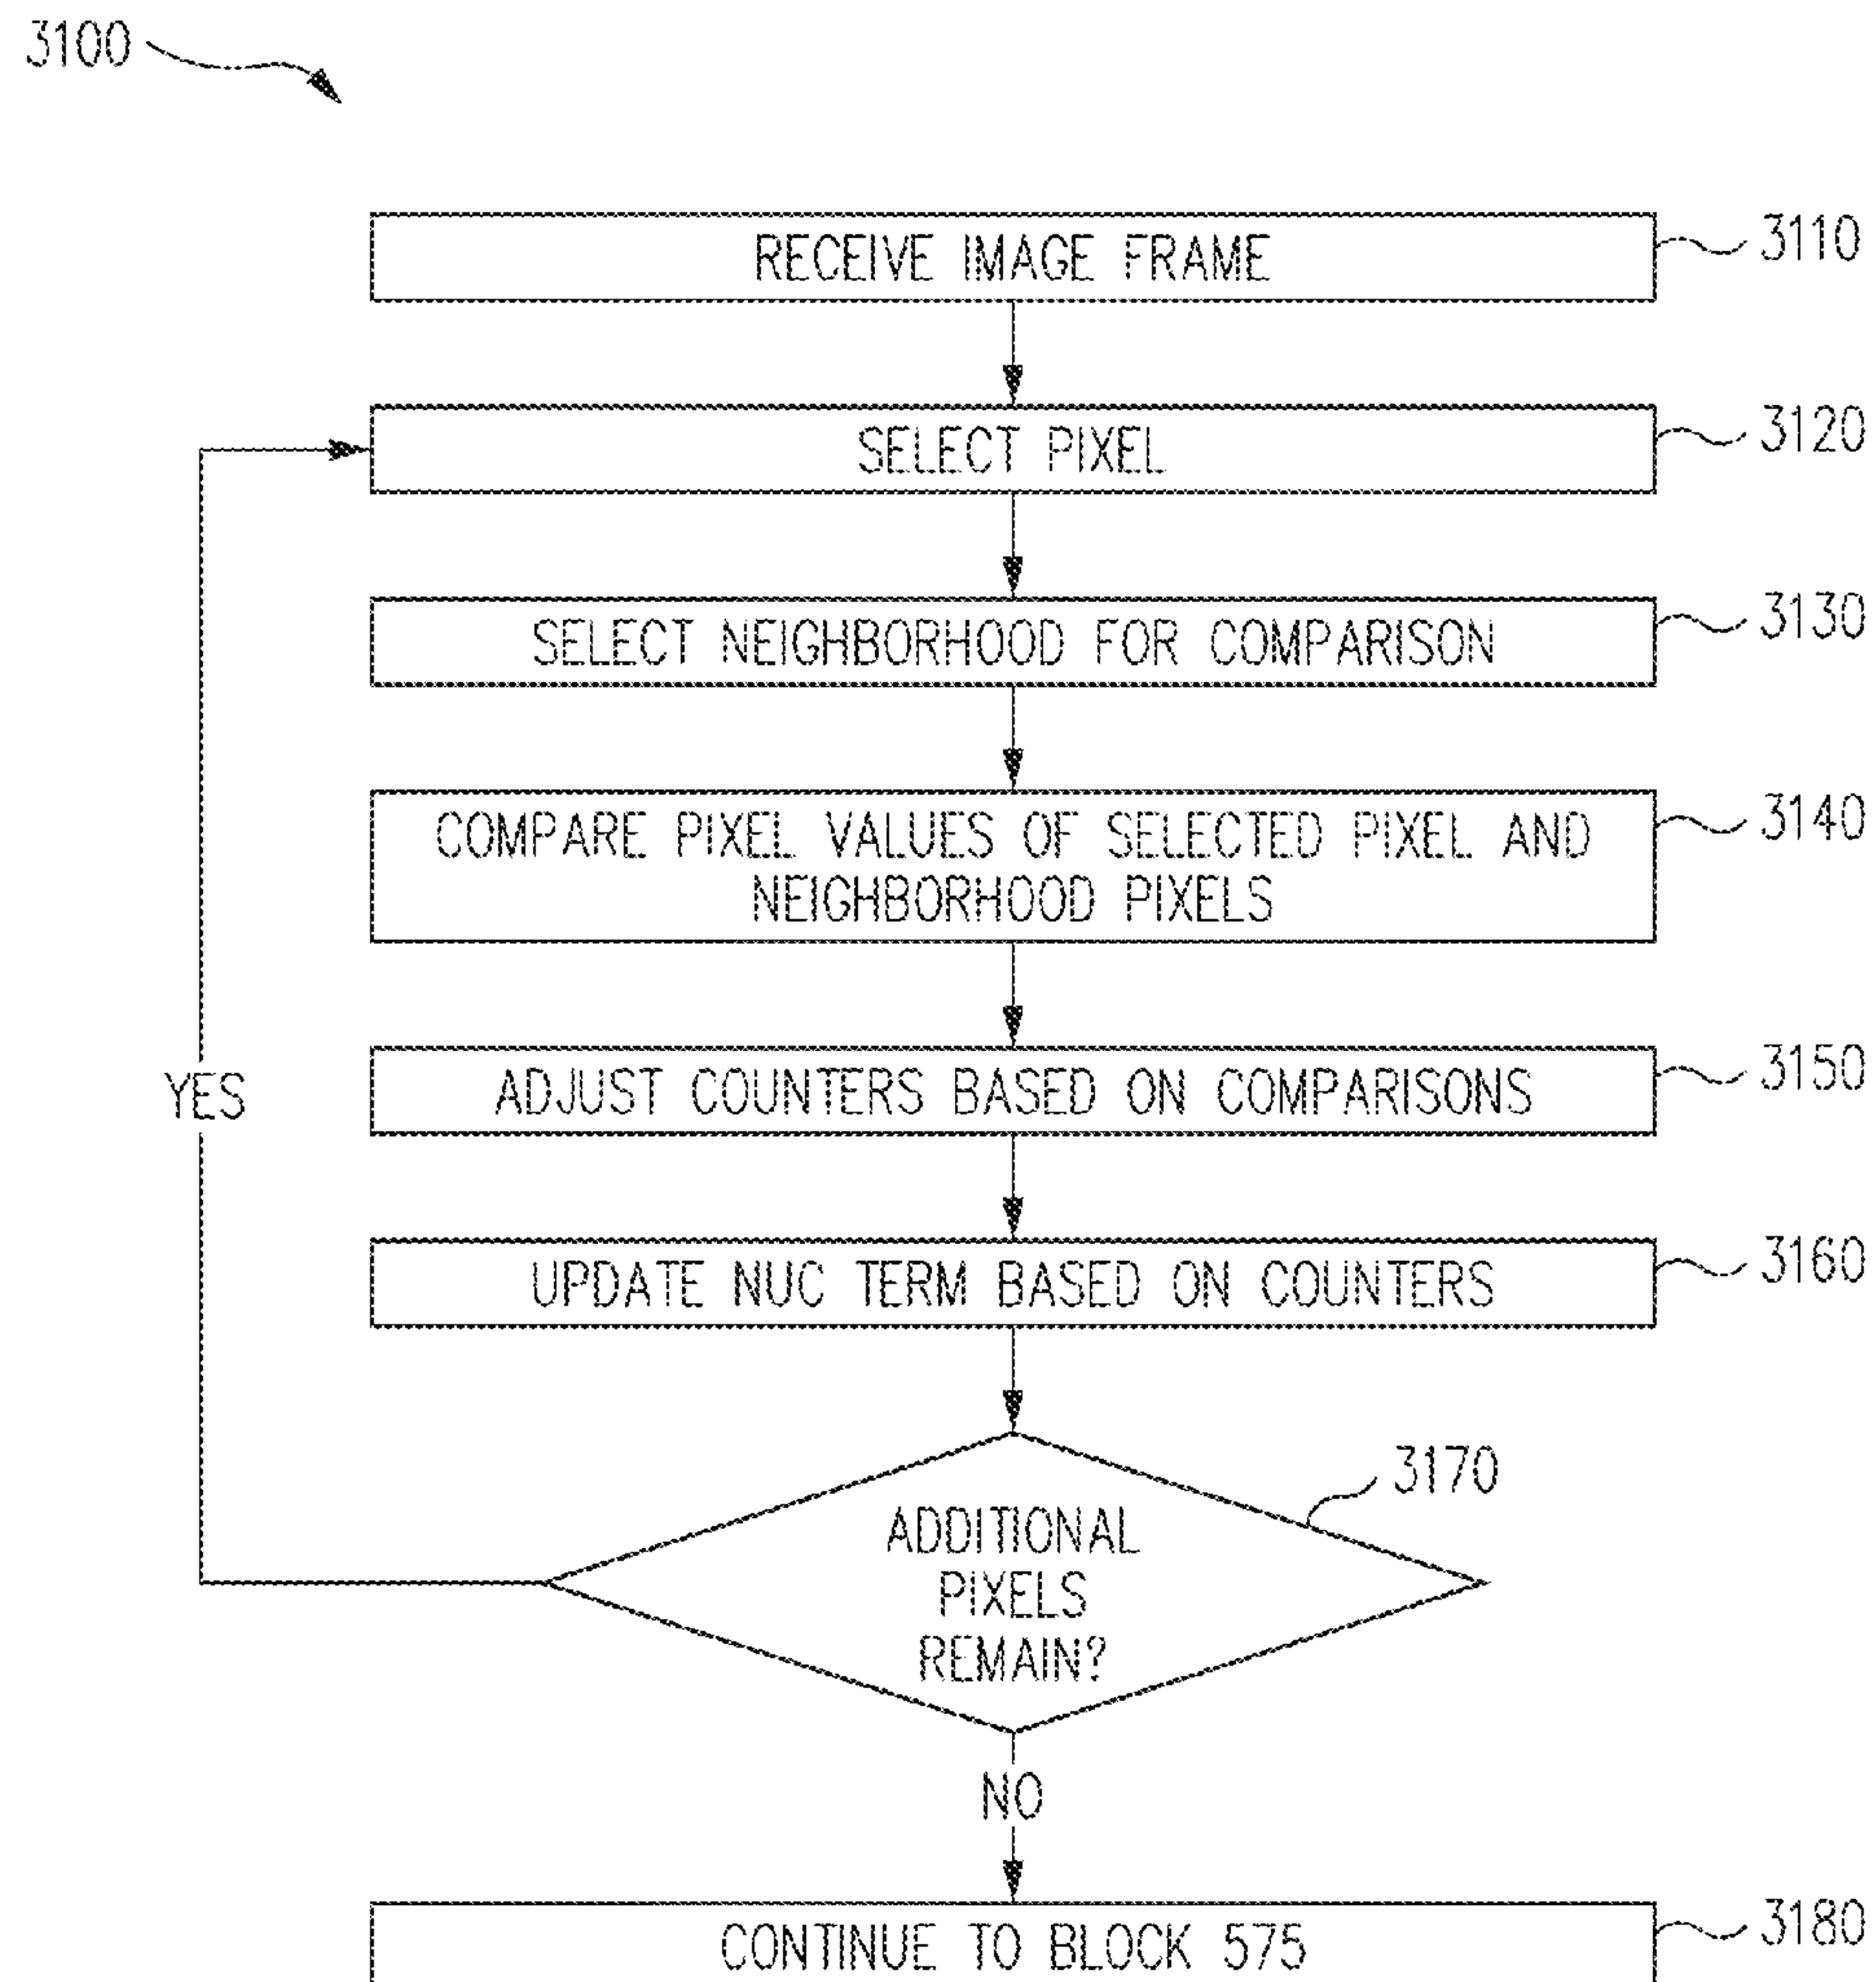 3100
RECEIVE IMAGE FRAME
3110
SELECT PIXEL
3120
SELECT NEIGHBORHOOD FOR COMPARISON
3130
COMPARE PIXEL VALUES OF SELECTED PIXEL AND
NEIGHBORHOOD PIXELS
3140
ADJUST COUNTERS BASED ON COMPARISONS
3150
YES
UPDATE NUC TERM BASED ON COUNTERS
3160
3170
ADDITIONAL
PIXELS
REMAIN?
NO
CONTINUE TO BLOCK 575
3180